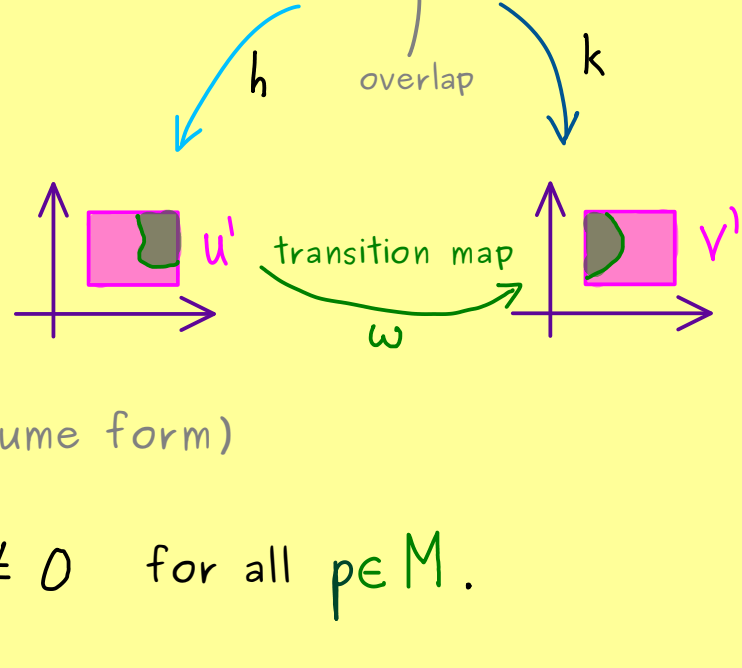 h
k
overlap
u'
transition map
v'
ω
ume form)
≠ 0 for all p∈M.